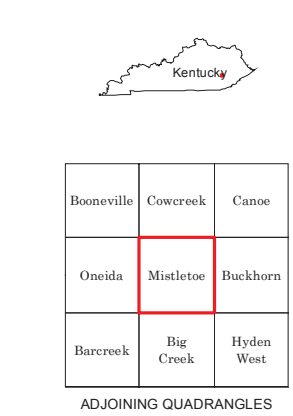 Kentucky
Booneville Cowcreek Canoe
Oneida Mistletoe Buckhorn
Barcreek Big Creek Hyden West
ADJOINING QUADRANGLES